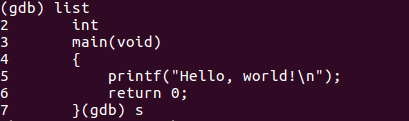 (gdb) list
2       int
3       main(void)
4       {
5           printf("Hello, world!\n");
6           return 0;
7       }(gdb) s